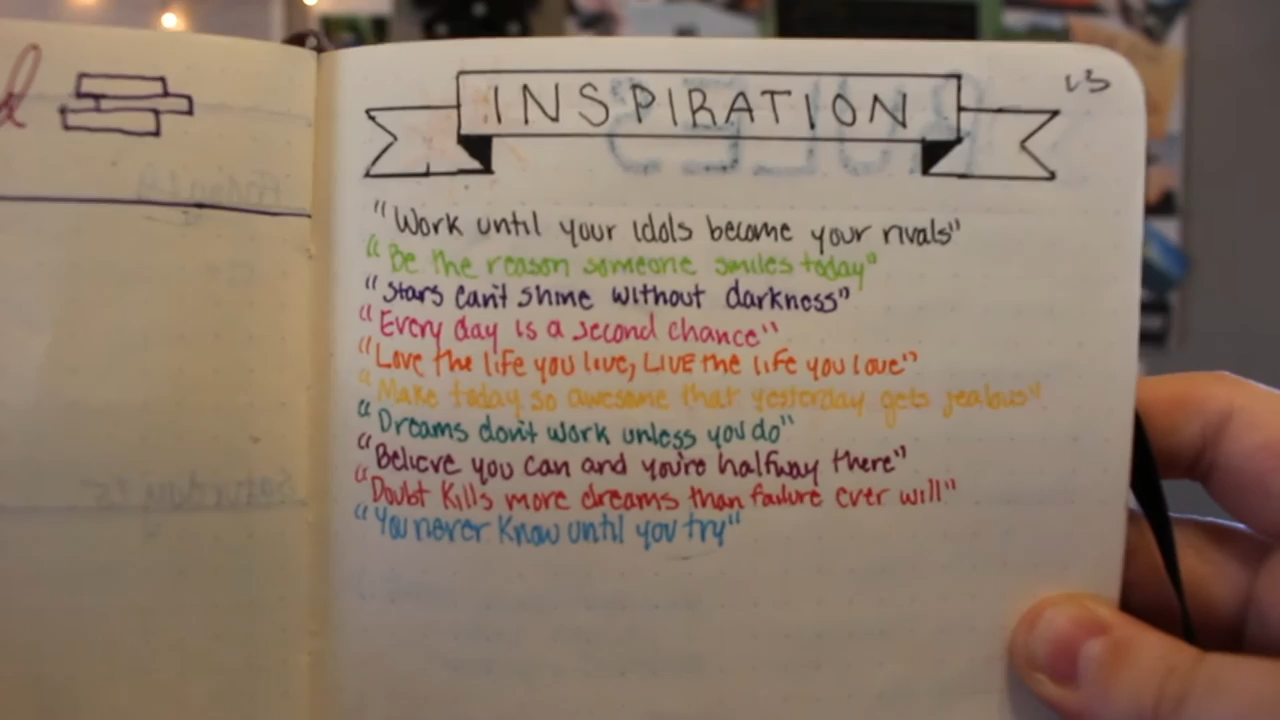 INSPIRATION
"Work until your idols become your rivals"
"Be the reason someone smiles today"
"Stars can't shine without darkness"
"Every day is a second chance"
"Love the life you live, LIVE the life you love"
"Make today so awesome that yesterday gets jealous"
"Dreams don't work unless you do"
"Believe you can and you're halfway there"
"Doubt kills more dreams than failure ever will"
"You never know until you try"